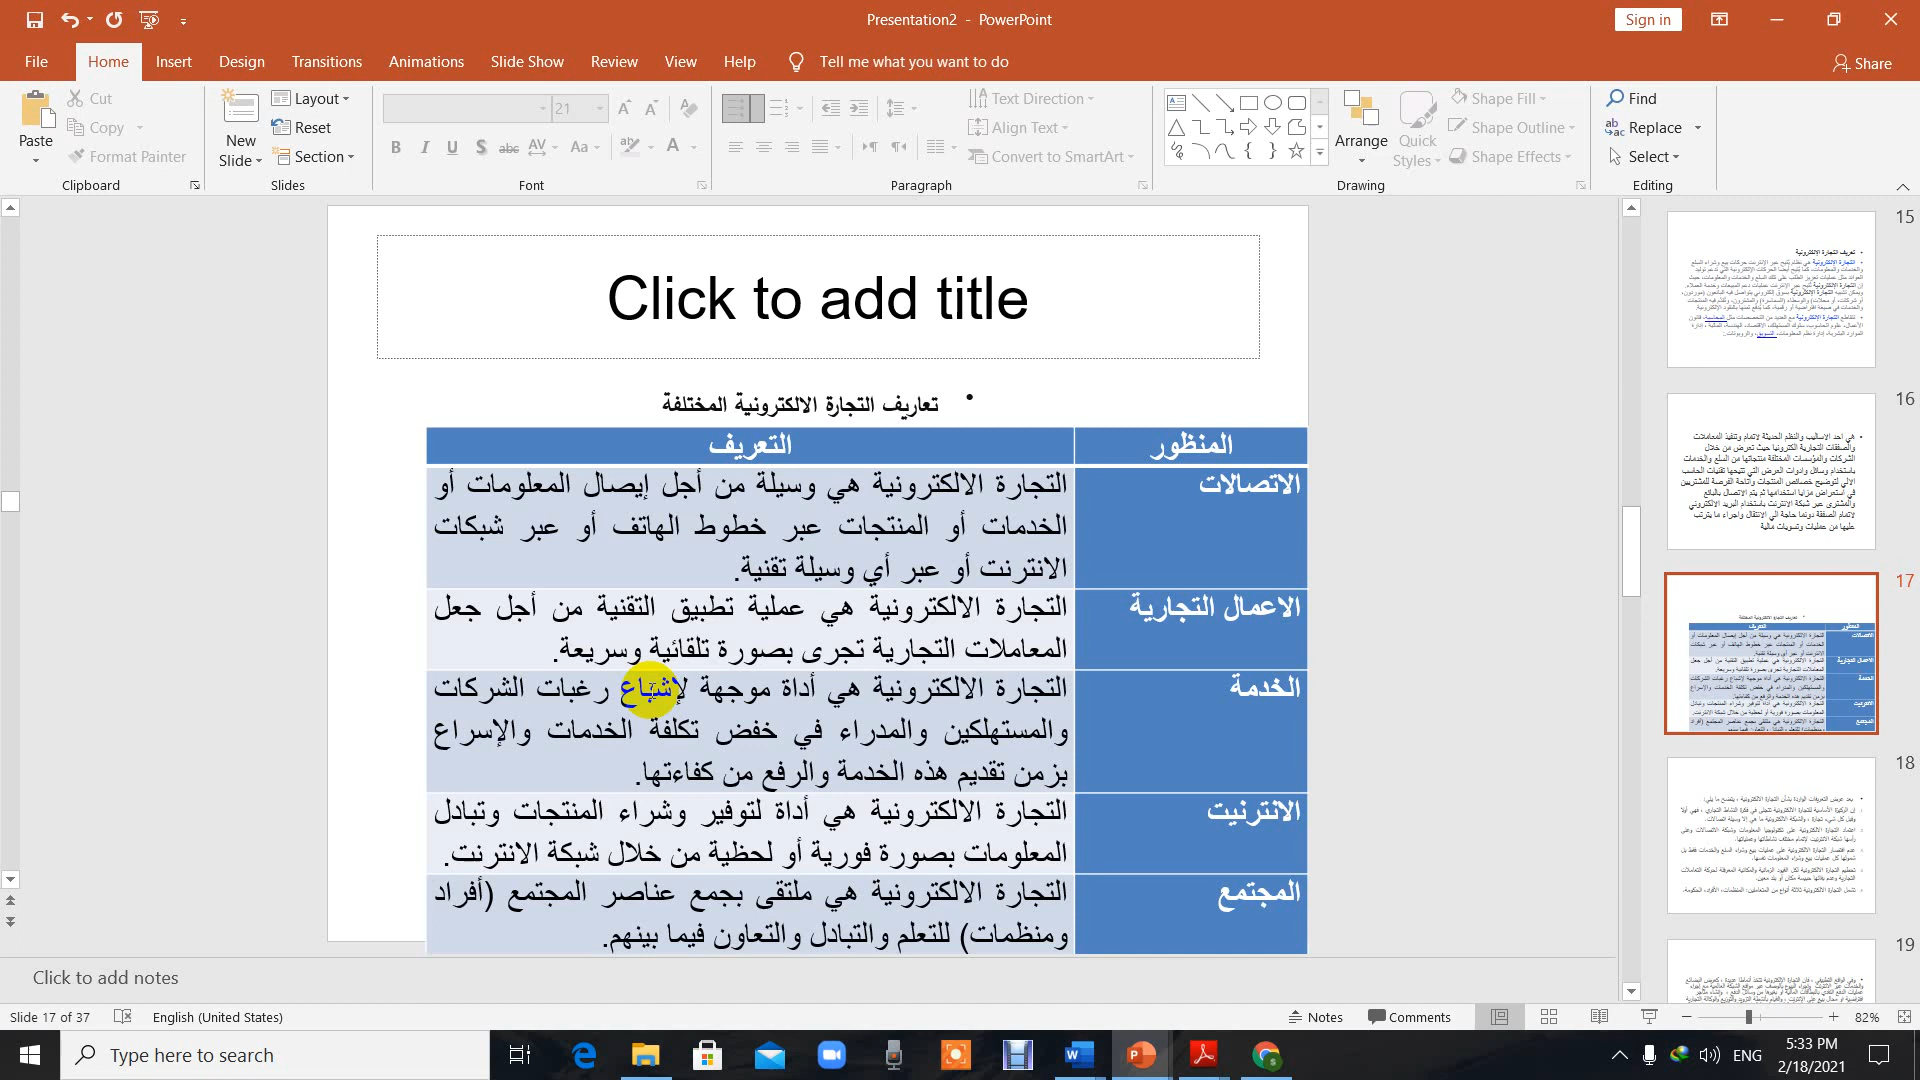 Presentation2 - PowerPoint
Sign in
File Home Insert Design Transitions Animations Slide Show Review View Help Tell me what you want to do Share
Paste
Cut
Copy
Format Painter
Clipboard
New Slide
Layout
Reset
Section
Slides
21
Font
Text Direction
Align Text
Convert to SmartArt
Paragraph
Arrange
Quick Styles
Shape Fill
Shape Outline
Shape Effects
Drawing
Find
Replace
Select
Editing
Click to add title
• تعاريف التجارة الالكترونية المختلفة
المنظور التعريف
الاتصالات
التجارة الالكترونية هي وسيلة من أجل إيصال المعلومات أو
الخدمات أو المنتجات عبر خطوط الهاتف أو عبر شبكات
الانترنت أو عبر أي وسيلة تقنية.
الاعمال التجارية
التجارة الالكترونية هي عملية تطبيق التقنية من أجل جعل
المعاملات التجارية تجرى بصورة تلقائية وسريعة.
الخدمة
التجارة الالكترونية هي أداة موجهة لإشباع رغبات الشركات
والمستهلكين والمدراء في خفض تكلفة الخدمات والإسراع
بزمن تقديم هذه الخدمة والرفع من كفاءتها.
الانترنيت
التجارة الالكترونية هي أداة لتوفير وشراء المنتجات وتبادل
المعلومات بصورة فورية أو لحظية من خلال شبكة الانترنت.
المجتمع
التجارة الالكترونية هي ملتقى بجمع عناصر المجتمع (أفراد
ومنظمات) للتعلم والتبادل والتعاون فيما بينهم.
15
16
17
18
19
Click to add notes
Slide 17 of 37
English (United States)
Notes
Comments
82%
Type here to search
ENG
5:33 PM
2/18/2021